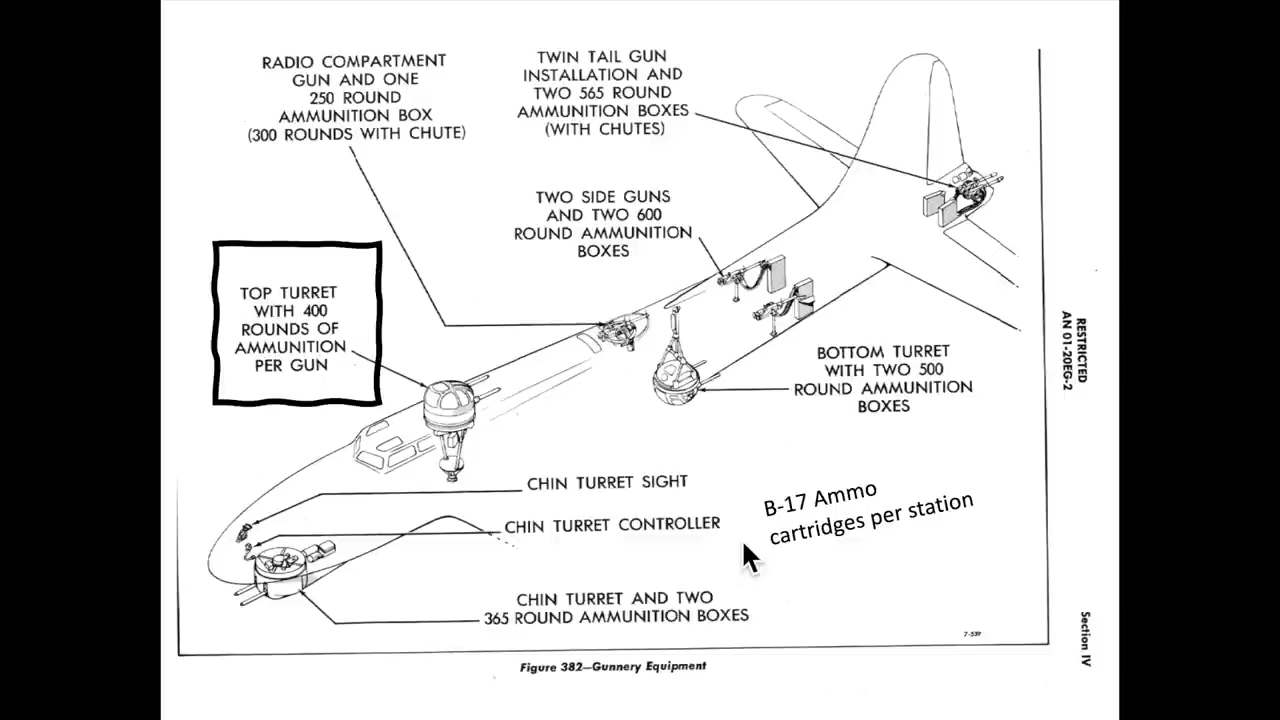 RADIO COMPARTMENT
GUN AND ONE
250 ROUND
AMMUNITION BOX
(300 ROUNDS WITH CHUTE)
TWIN TAIL GUN
INSTALLATION AND
TWO 565 ROUND
AMMUNITION BOXES
(WITH CHUTES)
TWO SIDE GUNS
AND TWO 600
ROUND AMMUNITION
BOXES
TOP TURRET
WITH 400
ROUNDS OF
AMMUNITION
PER GUN
BOTTOM TURRET
WITH TWO 500
ROUND AMMUNITION
BOXES
CHIN TURRET SIGHT
CHIN TURRET CONTROLLER
B-17 Ammo
cartridges per station
CHIN TURRET AND TWO
365 ROUND AMMUNITION BOXES
7-539
Figure 382—Gunnery Equipment
RESTRICTED
AN 01-20EG-2
Section IV